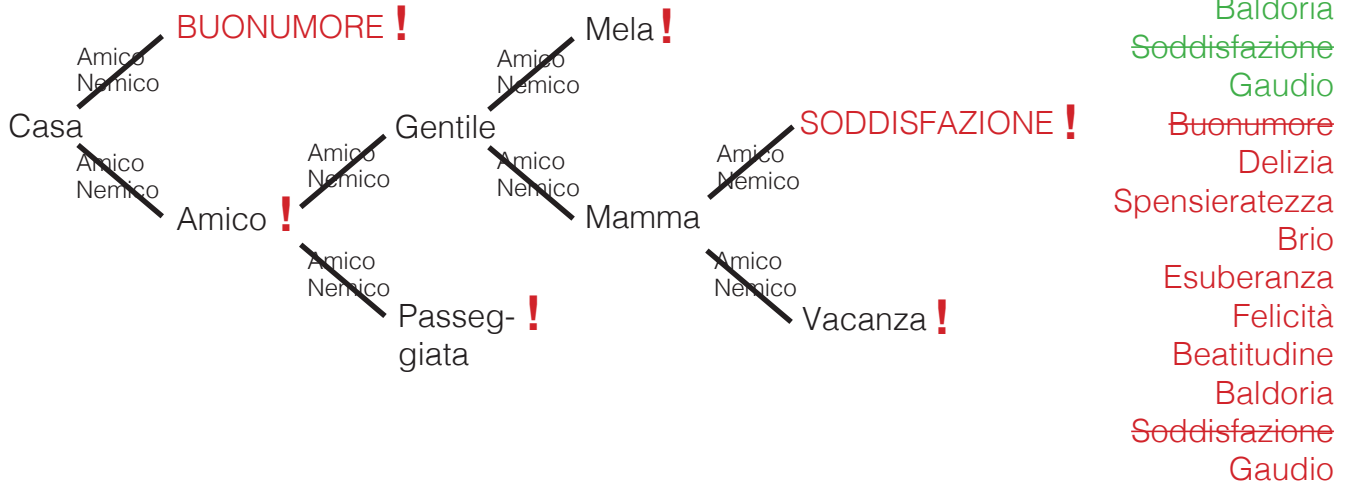 BUONUMORE !
Amico
Nemico
Casa
Amico
Nemico
Amico !
Amico
Nemico
Gentile
Amico
Nemico
Passeg- !
giata
Amico
Nemico
Mela !
Amico
Nemico
Mamma
Amico
Nemico
SODDISFAZIONE !
Amico
Nemico
Vacanza !
Baldoria
Soddisfazione
Gaudio
Buonumore
Delizia
Spensieratezza
Brio
Esuberanza
Felicità
Beatitudine
Baldoria
Soddisfazione
Gaudio